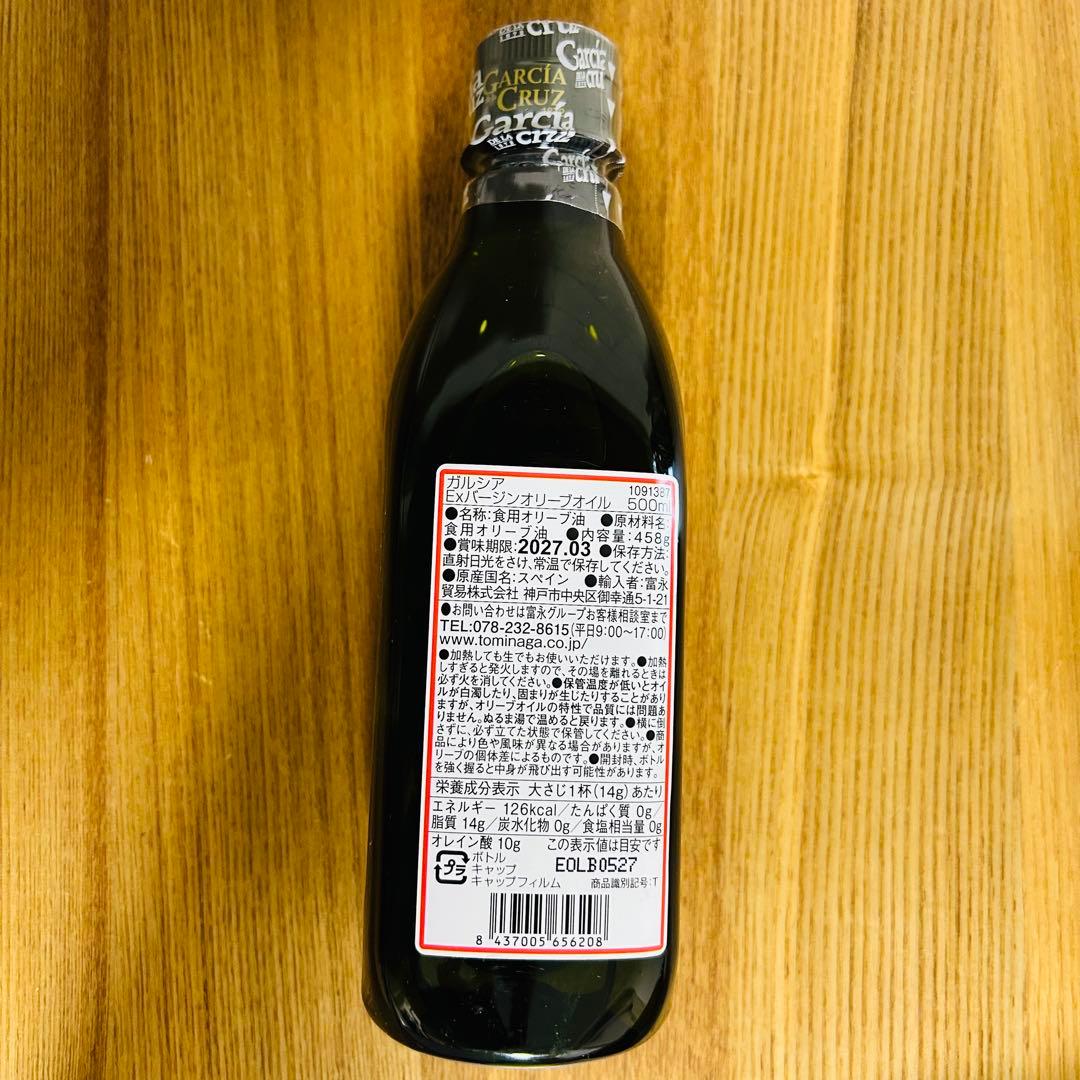 cruz
García
cruz
GARCÍA
DE LA
CRUZ
García
DE LA
1872
cruz
García
cruz
ガルシア
1091387
Exバージンオリーブオイル 500ml
●名称:食用オリーブ油 ●原材料名:
食用オリーブ油 ●内容量:458g
●賞味期限:2027.03 ●保存方法:
直射日光をさけ、常温で保存してください。
●原産国名:スペイン ●輸入者:富永
貿易株式会社 神戸市中央区御幸通5-1-21
●お問い合わせは富永グループお客様相談室まで
TEL:078-232-8615(平日9:00〜17:00)
www.tominaga.co.jp/
●加熱しても生でもお使いいただけます。●加熱
しすぎると発火しますので、その場を離れるときは
必ず火を消してください。●保管温度が低いとオイ
ルが白濁したり、固まりが生じたりすることがあり
ますが、オリーブオイルの特性で品質には問題あ
りません。ぬるま湯で温めると戻ります。●横に倒
さずに、必ず立てた状態で保管してください。●商
品により色や風味が異なる場合がありますが、オ
リーブの個体差によるものです。●開封時、ボトル
を強く握ると中身が飛び出す可能性があります。
栄養成分表示 大さじ1杯(14g)あたり
エネルギー 126kcal/たんぱく質 0g/
脂質 14g/炭水化物 0g/食塩相当量 0g
オレイン酸 10g この表示値は目安です
プラ
ボトル
キャップ
キャップフィルム
EOLB0527
商品識別記号:T
8 437005 656208